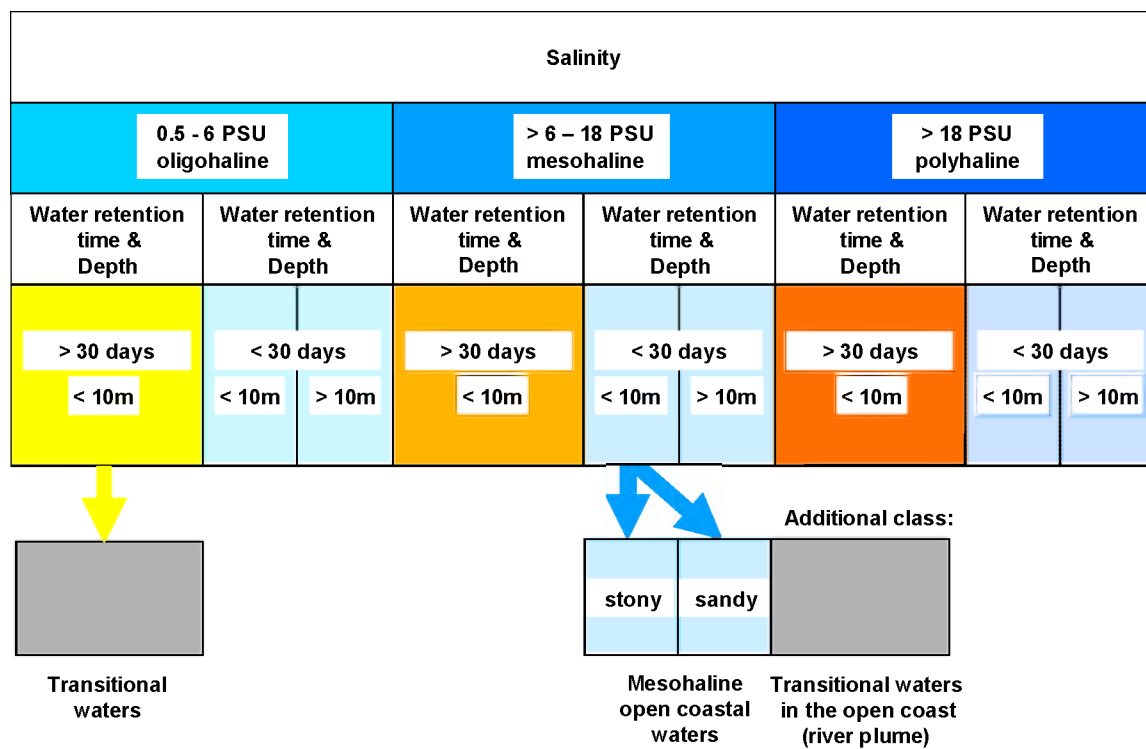 Salinity
0.5 - 6 PSU
oligohaline
> 6 – 18 PSU
mesohaline
> 18 PSU
polyhaline
Water retention
time &
Depth
Water retention
time &
Depth
Water retention
time &
Depth
Water retention
time &
Depth
Water retention
time &
Depth
Water retention
time &
Depth
> 30 days
< 10m
< 30 days
< 10m
> 10m
> 30 days
< 10m
< 30 days
< 10m
> 10m
> 30 days
< 10m
< 30 days
< 10m
> 10m
Additional class:
stony
sandy
Transitional
waters
Mesohaline
open coastal
waters
Transitional waters
in the open coast
(river plume)